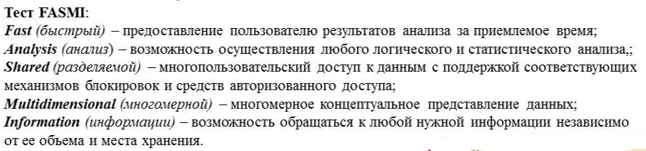 Тест FASMI:
Fast (быстрый) – предоставление пользователю результатов анализа за приемлемое время;
Analysis (анализ) – возможность осуществления любого логического и статистического анализа,;
Shared (разделяемой) – многопользовательский доступ к данным с поддержкой соответствующих
механизмов блокировок и средств авторизованного доступа;
Multidimensional (многомерной) – многомерное концептуальное представление данных;
Information (информации) – возможность обращаться к любой нужной информации независимо
от ее объема и места хранения.